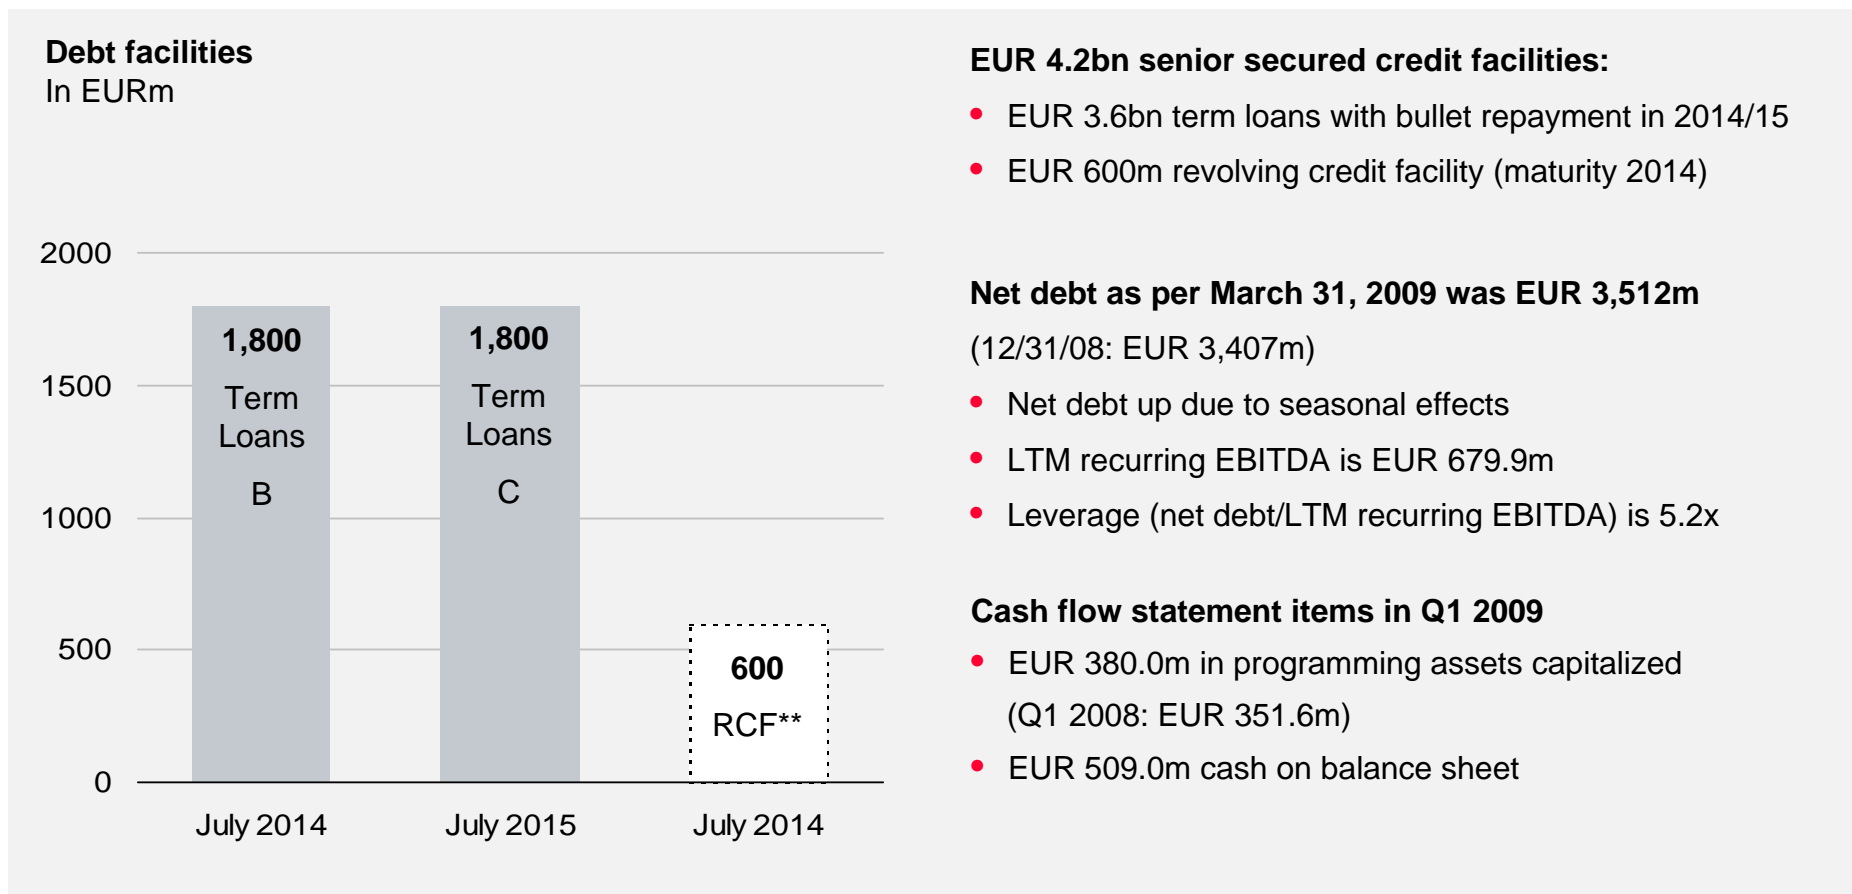 Debt facilities
In EURm
2000
1500
1000
500
0
1,800
Term
Loans
B
1,800
Term
Loans
C
600
RCF**
July 2014
July 2015
July 2014
EUR 4.2bn senior secured credit facilities:
• EUR 3.6bn term loans with bullet repayment in 2014/15
• EUR 600m revolving credit facility (maturity 2014)
Net debt as per March 31, 2009 was EUR 3,512m
(12/31/08: EUR 3,407m)
• Net debt up due to seasonal effects
• LTM recurring EBITDA is EUR 679.9m
• Leverage (net debt/LTM recurring EBITDA) is 5.2x
Cash flow statement items in Q1 2009
• EUR 380.0m in programming assets capitalized
(Q1 2008: EUR 351.6m)
• EUR 509.0m cash on balance sheet